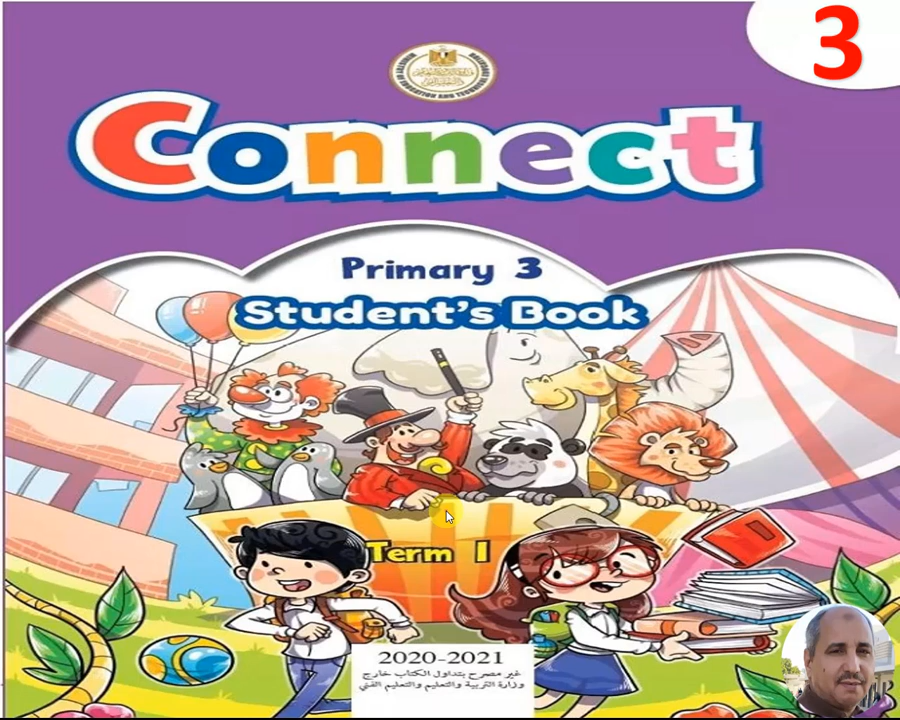 3
Connect
Primary 3
Student's Book
Term 1
2020-2021
غير مصرح بتداول الكتاب خارج
وزارة التربية والتعليم والتعليم الفني